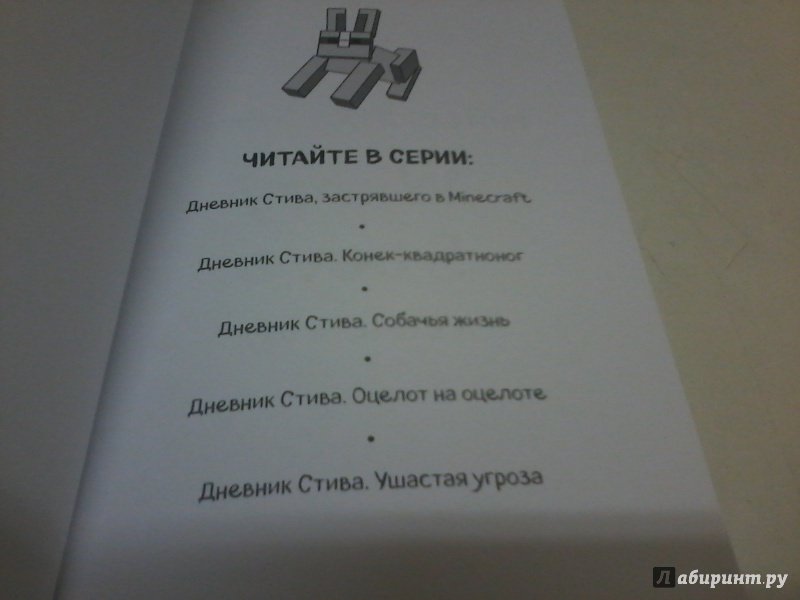 ЧИТАЙТЕ В СЕРИИ:
Дневник Стива, застрявшего в Minecraft
•
Дневник Стива. Конек-квадратноног
•
Дневник Стива. Собачья жизнь
•
Дневник Стива. Оцелот на оцелоте
•
Дневник Стива. Ушастая угроза
Лабиринт.ру